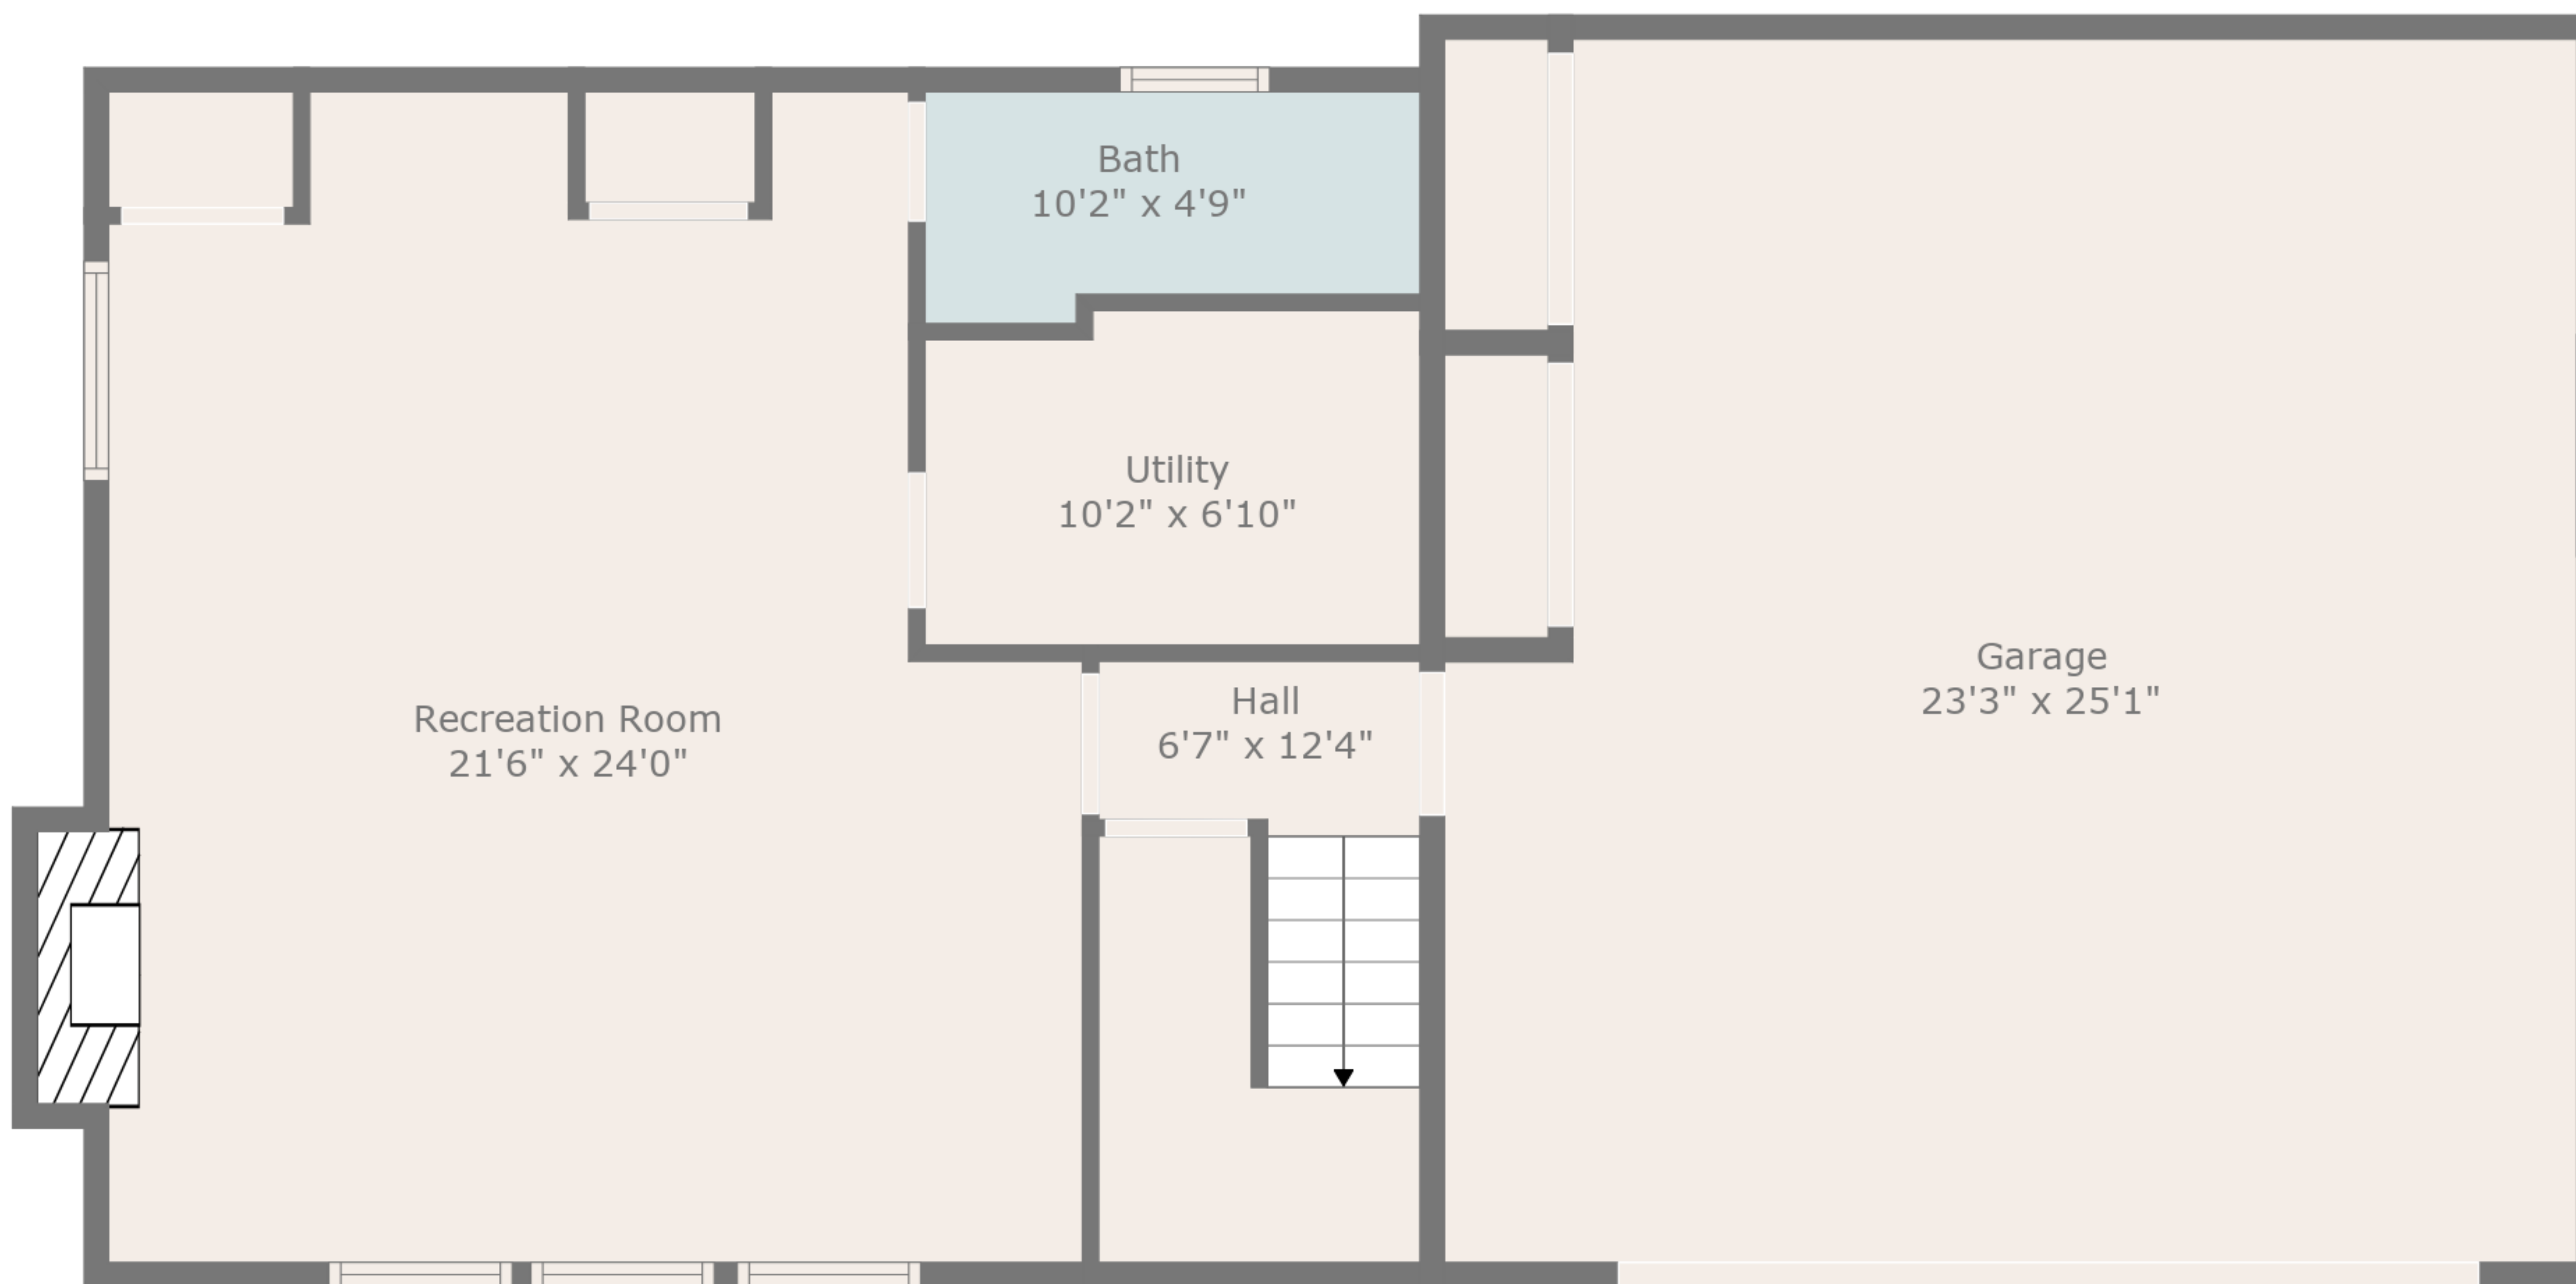 Bath
10'2" x 4'9"
Utility
10'2" x 6'10"
Garage
23'3" x 25'1"
Hall
6'7" x 12'4"
Recreation Room
21'6" x 24'0"